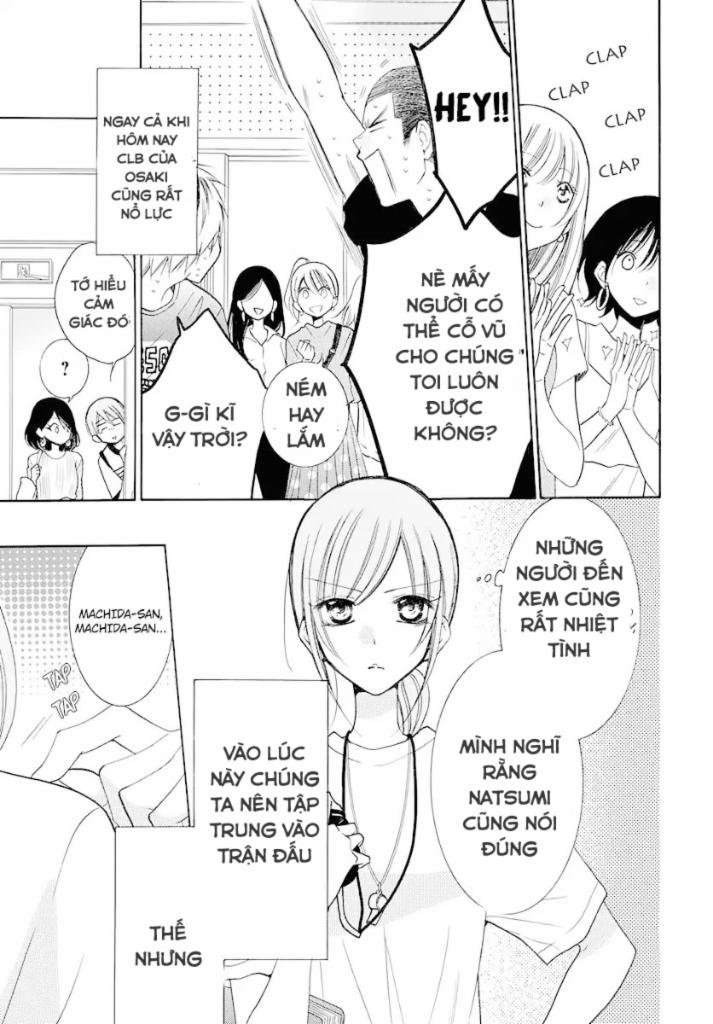 CLAP
CLAP
CLAP
CLAP
CLAP
HEY!!
NÈ MẤY
NGƯỜI CÓ
THỂ CỖ VŨ
CHO CHÚNG
TOI LUÔN
ĐƯỢC
KHÔNG?
NÉM
HAY
LẮM
G-GÌ KĨ
VẬY TRỜI?
NGAY CẢ KHI
HÔM NAY
CLB CỦA
OSAKI
CŨNG RẤT
NỔ LỰC
TỚ HIỂU
CẢM
GIÁC ĐÓ
?
NHỮNG
NGƯỜI ĐẾN
XEM CŨNG
RẤT NHIỆT
TÌNH
MÌNH NGHĨ
RẰNG
NATSUMI
CŨNG NÓI
ĐÚNG
VÀO LÚC
NÀY CHÚNG
TA NÊN TẬP
TRUNG VÀO
TRẬN ĐẤU
MACHIDA-SAN,
MACHIDA-SAN...
TAP
TAP
THẾ
NHƯNG